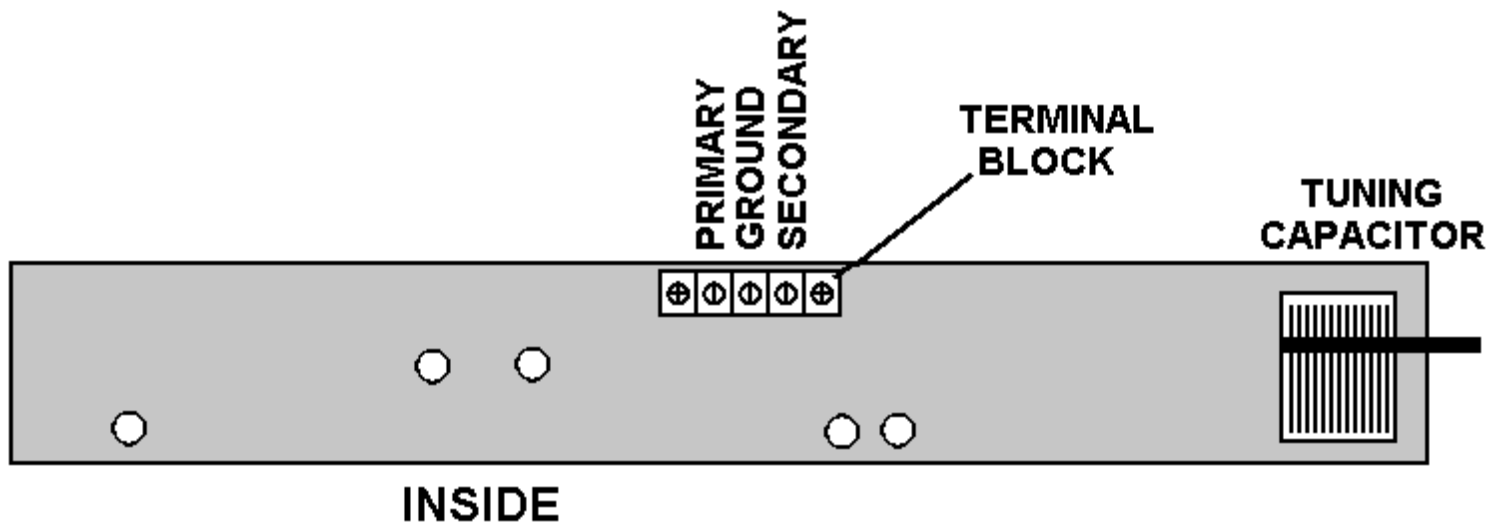 PRIMARY
GROUND
SECONDARY
TERMINAL
BLOCK
TUNING
CAPACITOR
INSIDE